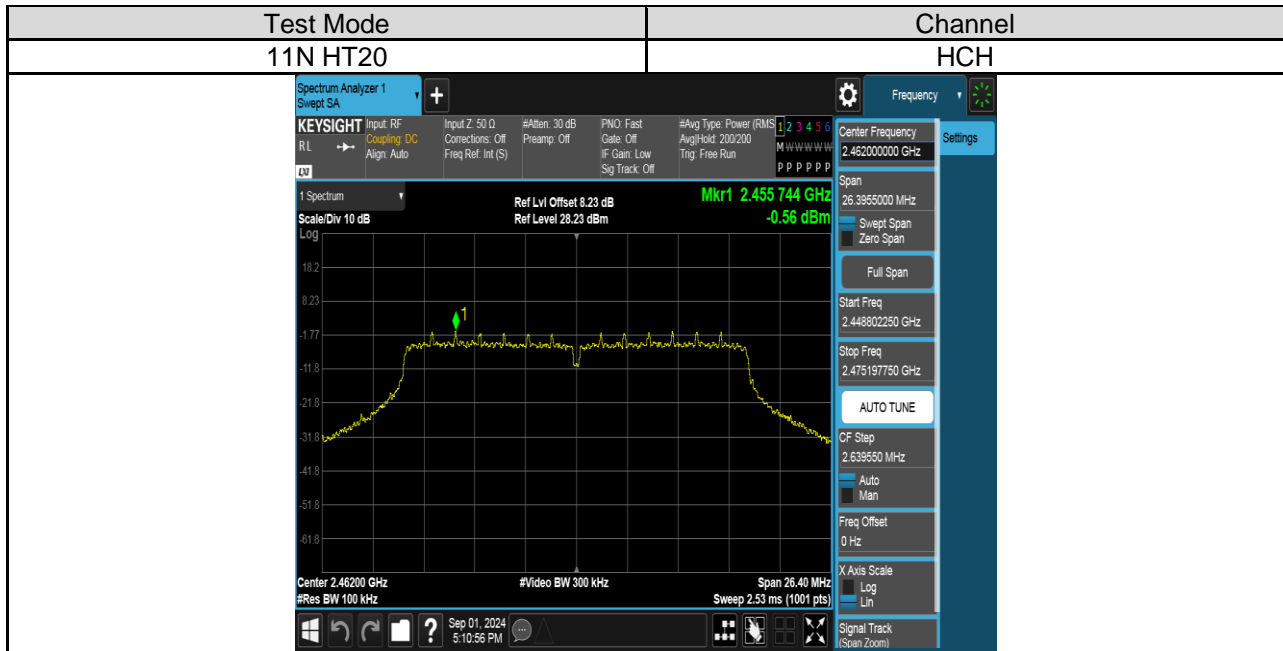 Test Mode
Channel
11N HT20
HCH
Spectrum Analyzer 1
Swept SA
+
Frequency
KEYSIGHT
RL
LXI
Input: RF
Coupling: DC
Align: Auto
Input Z: 50 Ω
Corrections: Off
Freq Ref: Int (S)
#Atten: 30 dB
Preamp: Off
PNO: Fast
Gate: Off
IF Gain: Low
Sig Track: Off
#Avg Type: Power (RMS
Avg|Hold: 200/200
Trig: Free Run
1 2 3 4 5 6
M W W W W W
P P P P P P
1 Spectrum
Scale/Div 10 dB
Log
Ref Lvl Offset 8.23 dB
Ref Level 28.23 dBm
Mkr1 2.455 744 GHz
-0.56 dBm
18.2
8.23
1
-1.77
-11.8
-21.8
-31.8
-41.8
-51.8
-61.8
Center 2.46200 GHz
#Res BW 100 kHz
#Video BW 300 kHz
Span 26.40 MHz
Sweep 2.53 ms (1001 pts)
Center Frequency
2.462000000 GHz
Settings
Span
26.3955000 MHz
Swept Span
Zero Span
Full Span
Start Freq
2.448802250 GHz
Stop Freq
2.475197750 GHz
AUTO TUNE
CF Step
2.639550 MHz
Auto
Man
Freq Offset
0 Hz
X Axis Scale
Log
Lin
Signal Track
(Span Zoom)
?
Sep 01, 2024
5:10:56 PM